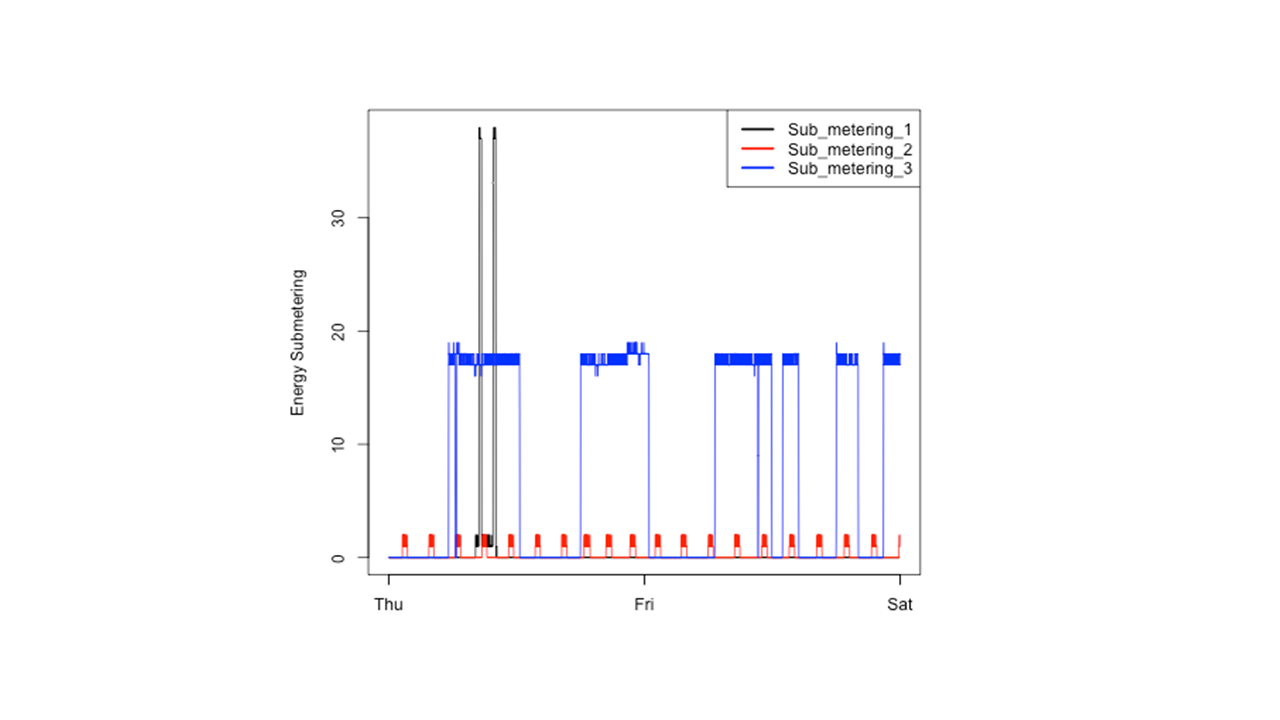 Sub_metering_1
Sub_metering_2
Sub_metering_3
30
20
10
0
Energy Submetering
Thu
Fri
Sat